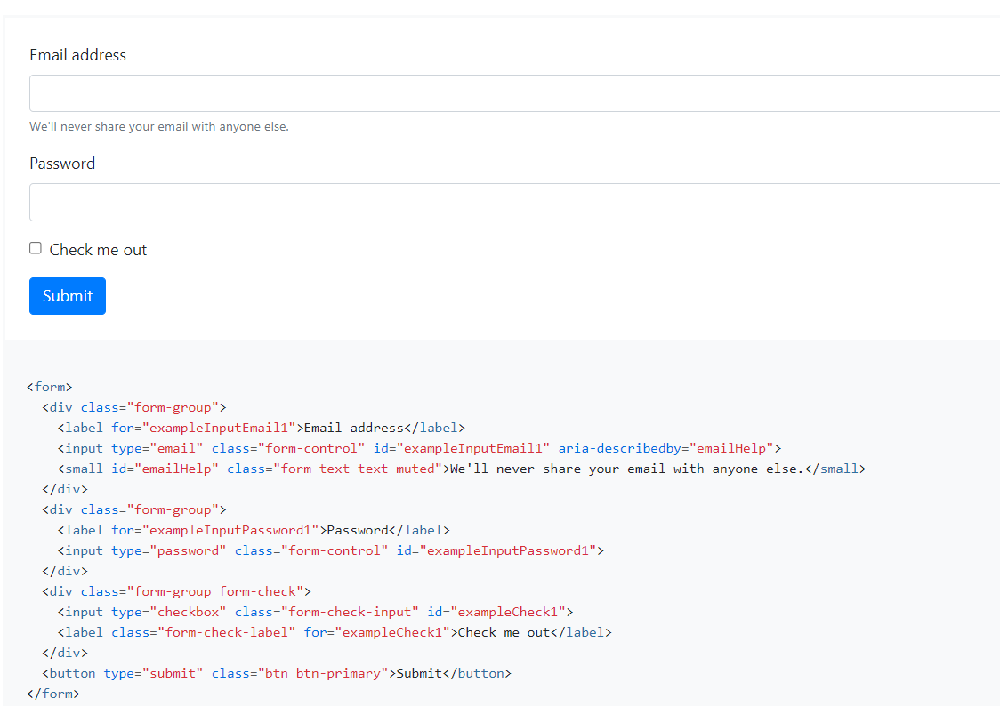 Email address
We'll never share your email with anyone else.
Password
Check me out
Submit
<form>
  <div class="form-group">
    <label for="exampleInputEmail1">Email address</label>
    <input type="email" class="form-control" id="exampleInputEmail1" aria-describedby="emailHelp">
    <small id="emailHelp" class="form-text text-muted">We'll never share your email with anyone else.</small>
  </div>
  <div class="form-group">
    <label for="exampleInputPassword1">Password</label>
    <input type="password" class="form-control" id="exampleInputPassword1">
  </div>
  <div class="form-group form-check">
    <input type="checkbox" class="form-check-input" id="exampleCheck1">
    <label class="form-check-label" for="exampleCheck1">Check me out</label>
  </div>
  <button type="submit" class="btn btn-primary">Submit</button>
</form>